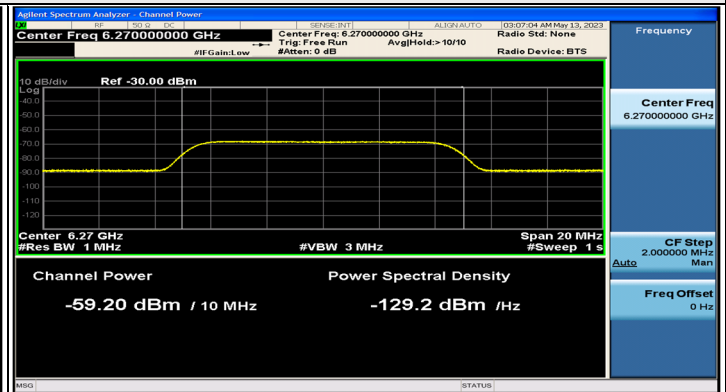 Agilent Spectrum Analyzer - Channel Power
RF 50 Ω DC SENSE:INT ALIGN AUTO 03:07:04 AM May 13, 2023
Center Freq 6.270000000 GHz Center Freq: 6.270000000 GHz Radio Std: None
Trig: Free Run Avg|Hold:>10/10
#IFGain:Low #Atten: 0 dB Radio Device: BTS
Frequency
10 dB/div Ref -30.00 dBm
Log
-40.0
-50.0
-60.0
-70.0
-80.0
-90.0
-100
-110
-120
Center 6.27 GHz Span 20 MHz
#Res BW 1 MHz #VBW 3 MHz #Sweep 1 s
Channel Power Power Spectral Density
-59.20 dBm / 10 MHz -129.2 dBm /Hz
Center Freq
6.270000000 GHz
CF Step
2.000000 MHz
Auto Man
Freq Offset
0 Hz
MSG STATUS